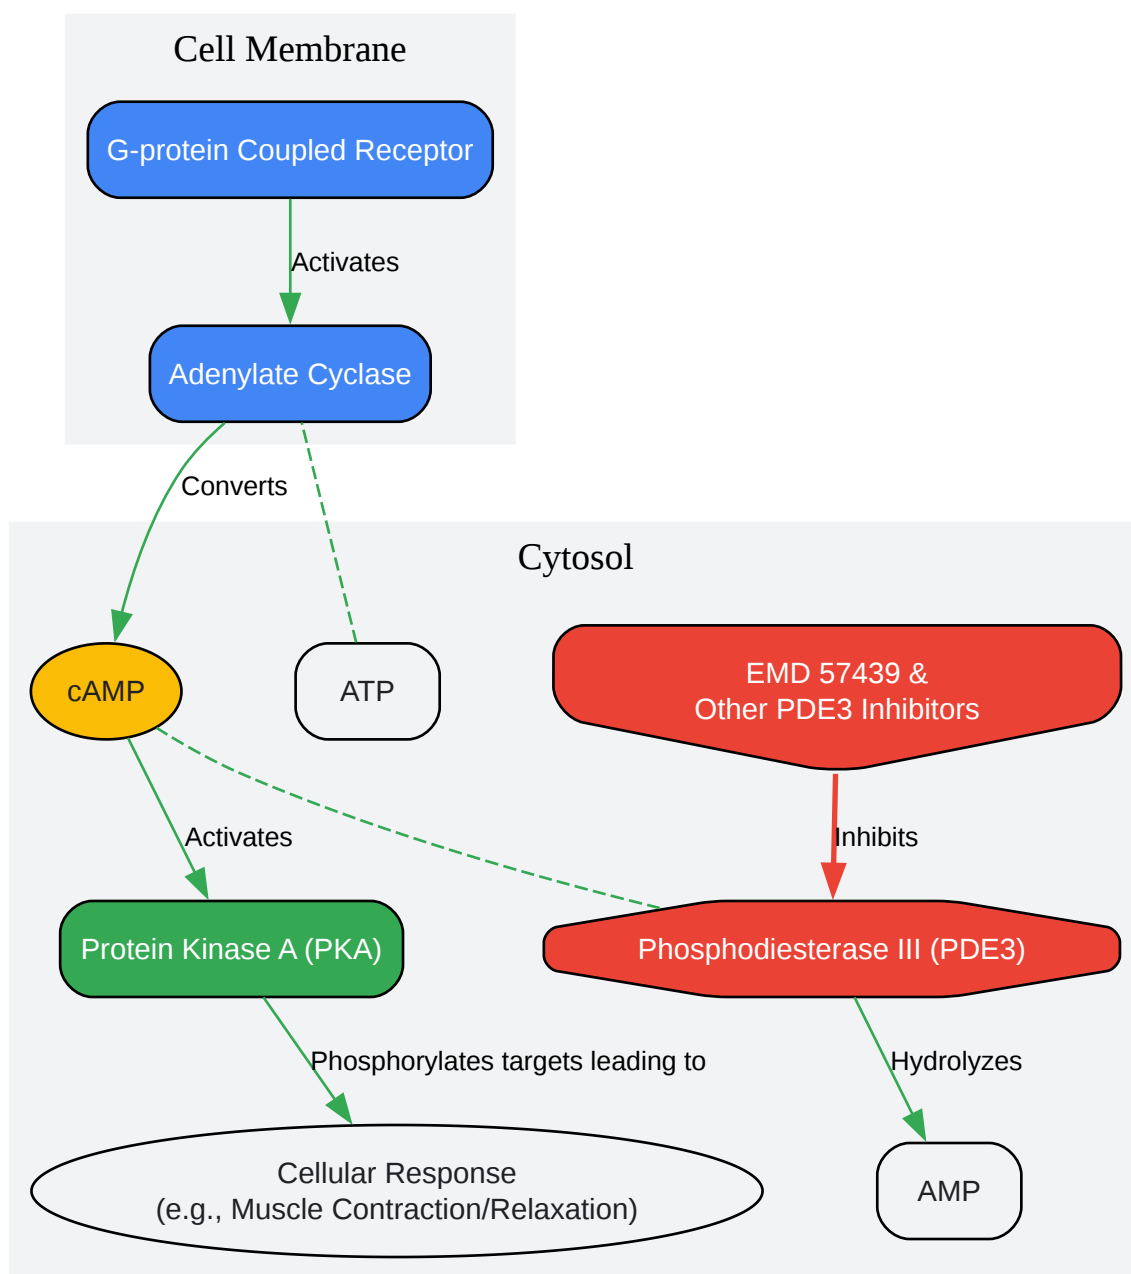 Cell Membrane
G-protein Coupled Receptor
Activates
Adenylate Cyclase
Converts
Cytosol
cAMP
ATP
EMD 57439 &
Other PDE3 Inhibitors
Activates
Inhibits
Protein Kinase A (PKA)
Phosphodiesterase III (PDE3)
Phosphorylates targets leading to
Hydrolyzes
Cellular Response
(e.g., Muscle Contraction/Relaxation)
AMP